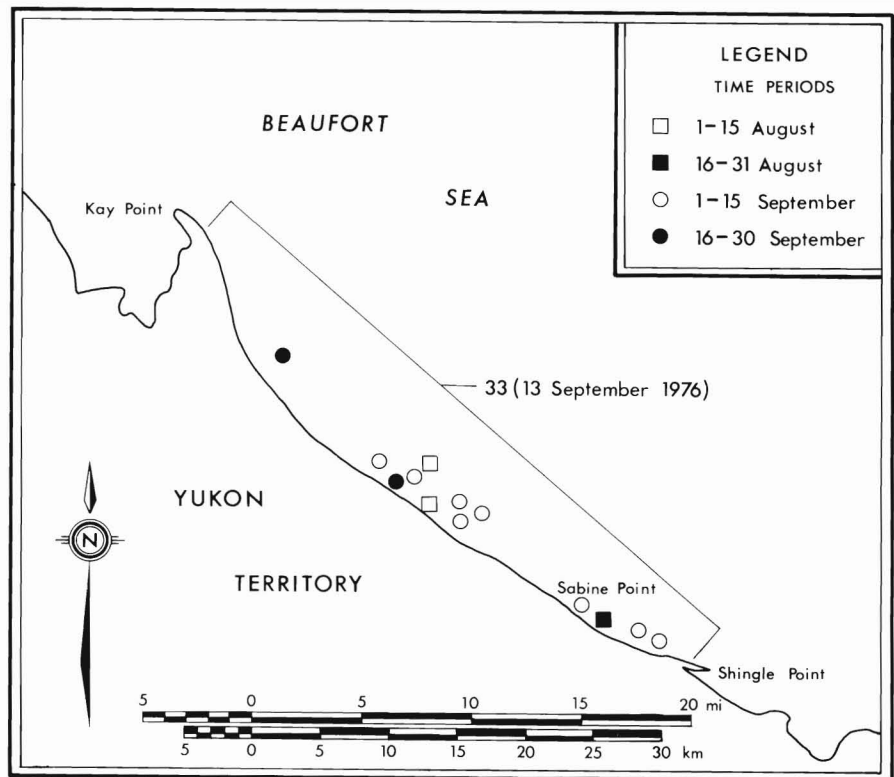 LEGEND
TIME PERIODS
1-15 August
16-31 August
1-15 September
16-30 September
BEAUFORT
SEA
Kay Point
33 (13 September 1976)
YUKON
TERRITORY
N
Sabine Point
Shingle Point
5 0 5 10 15 20 mi
5 0 5 10 15 20 25 30 km